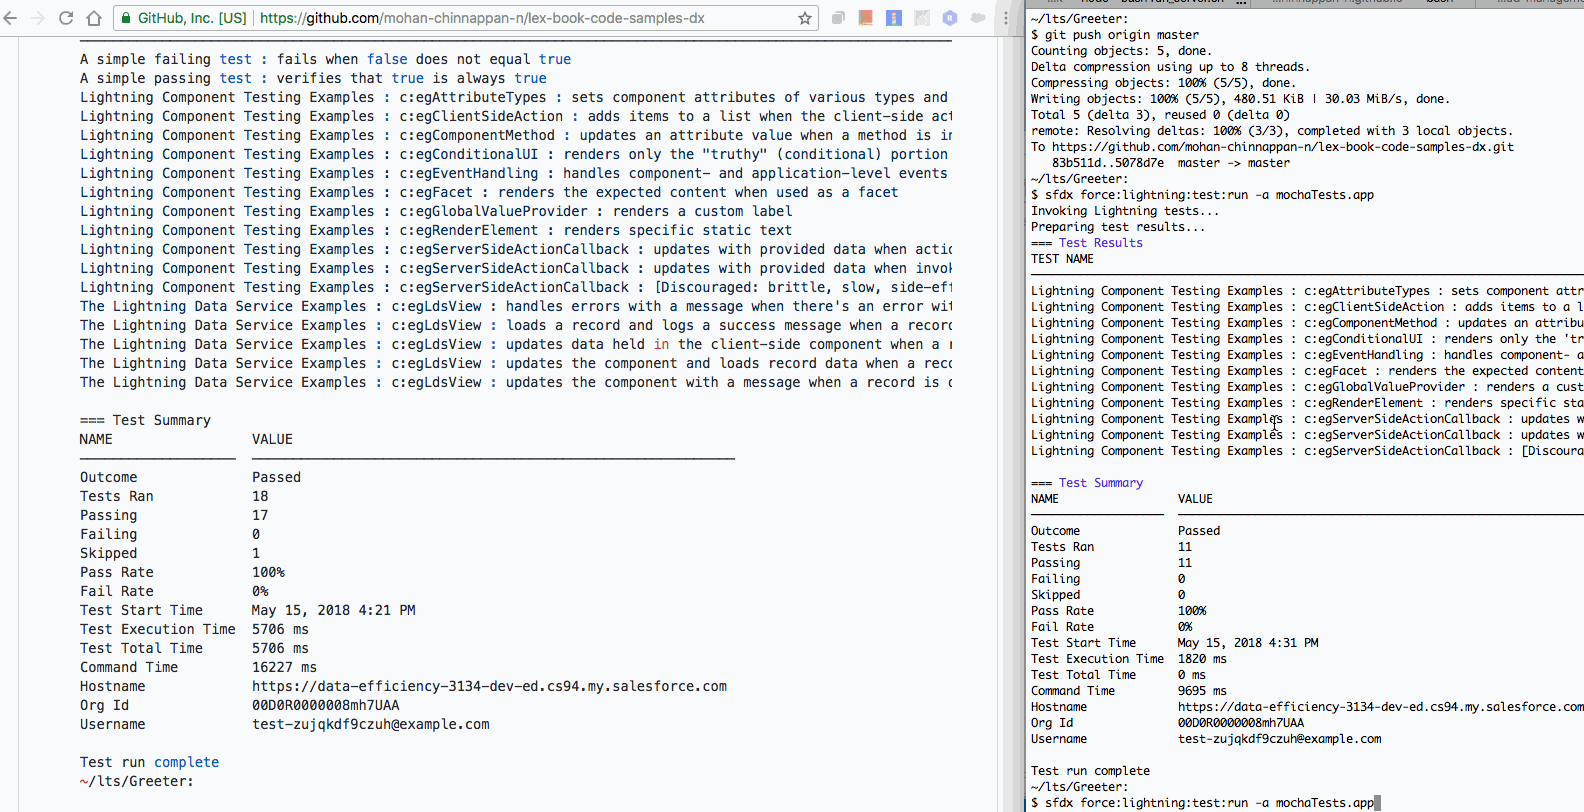 GitHub, Inc. [US] | https://github.com/mohan-chinnappan-n/lex-book-code-samples-dx
A simple failing test : fails when false does not equal true
A simple passing test : verifies that true is always true
Lightning Component Testing Examples : c:egAttributeTypes : sets component attributes of various types and
Lightning Component Testing Examples : c:egClientSideAction : adds items to a list when the client-side act
Lightning Component Testing Examples : c:egComponentMethod : updates an attribute value when a method is in
Lightning Component Testing Examples : c:egConditionalUI : renders only the "truthy" (conditional) portion
Lightning Component Testing Examples : c:egEventHandling : handles component- and application-level events
Lightning Component Testing Examples : c:egFacet : renders the expected content when used as a facet
Lightning Component Testing Examples : c:egGlobalValueProvider : renders a custom label
Lightning Component Testing Examples : c:egRenderElement : renders specific static text
Lightning Component Testing Examples : c:egServerSideActionCallback : updates with provided data when actio
Lightning Component Testing Examples : c:egServerSideActionCallback : updates with provided data when invok
Lightning Component Testing Examples : c:egServerSideActionCallback : [Discouraged: brittle, slow, side-eff
The Lightning Data Service Examples : c:egLdsView : handles errors with a message when there's an error wit
The Lightning Data Service Examples : c:egLdsView : loads a record and logs a success message when a record
The Lightning Data Service Examples : c:egLdsView : updates data held in the client-side component when a r
The Lightning Data Service Examples : c:egLdsView : updates the component and loads record data when a reco
The Lightning Data Service Examples : c:egLdsView : updates the component with a message when a record is c
=== Test Summary
NAME VALUE
Outcome Passed
Tests Ran 18
Passing 17
Failing 0
Skipped 1
Pass Rate 100%
Fail Rate 0%
Test Start Time May 15, 2018 4:21 PM
Test Execution Time 5706 ms
Test Total Time 5706 ms
Command Time 16227 ms
Hostname https://data-efficiency-3134-dev-ed.cs94.my.salesforce.com
Org Id 00D0R0000008mh7UAA
Username test-zujqkdf9czuh@example.com
Test run complete
~/lts/Greeter:
~/lts/Greeter:
$ git push origin master
Counting objects: 5, done.
Delta compression using up to 8 threads.
Compressing objects: 100% (5/5), done.
Writing objects: 100% (5/5), 480.51 KiB | 30.03 MiB/s, done.
Total 5 (delta 3), reused 0 (delta 0)
remote: Resolving deltas: 100% (3/3), completed with 3 local objects.
To https://github.com/mohan-chinnappan-n/lex-book-code-samples-dx.git
83b511d..5078d7e master -> master
~/lts/Greeter:
$ sfdx force:lightning:test:run -a mochaTests.app
Invoking Lightning tests...
Preparing test results...
=== Test Results
TEST NAME
Lightning Component Testing Examples : c:egAttributeTypes : sets component attr
Lightning Component Testing Examples : c:egClientSideAction : adds items to a l
Lightning Component Testing Examples : c:egComponentMethod : updates an attribu
Lightning Component Testing Examples : c:egConditionalUI : renders only the 'tr
Lightning Component Testing Examples : c:egEventHandling : handles component- a
Lightning Component Testing Examples : c:egFacet : renders the expected content
Lightning Component Testing Examples : c:egGlobalValueProvider : renders a cust
Lightning Component Testing Examples : c:egRenderElement : renders specific sta
Lightning Component Testing Examples : c:egServerSideActionCallback : updates w
Lightning Component Testing Examples : c:egServerSideActionCallback : updates w
Lightning Component Testing Examples : c:egServerSideActionCallback : [Discoura
=== Test Summary
NAME VALUE
Outcome Passed
Tests Ran 11
Passing 11
Failing 0
Skipped 0
Pass Rate 100%
Fail Rate 0%
Test Start Time May 15, 2018 4:31 PM
Test Execution Time 1820 ms
Test Total Time 0 ms
Command Time 9695 ms
Hostname https://data-efficiency-3134-dev-ed.cs94.my.salesforce.com
Org Id 00D0R0000008mh7UAA
Username test-zujqkdf9czuh@example.com
Test run complete
~/lts/Greeter:
$ sfdx force:lightning:test:run -a mochaTests.app